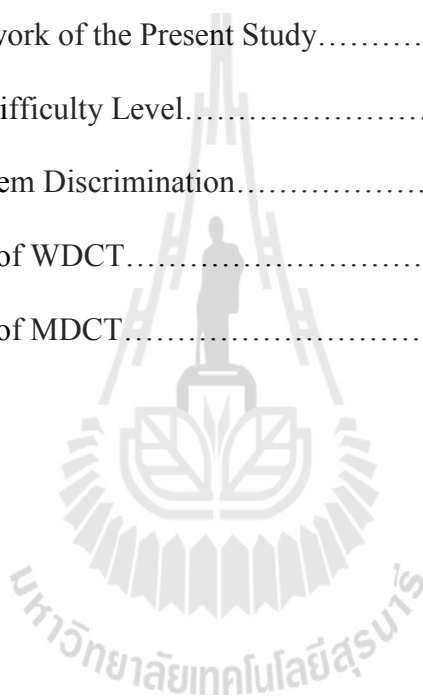 work of the Present Study..........
ifficulty Level........................
em Discrimination..................
of WDCT..............................
of MDCT..............................
มหาวิทยาลัยเทคโนโลยีสุรนารี